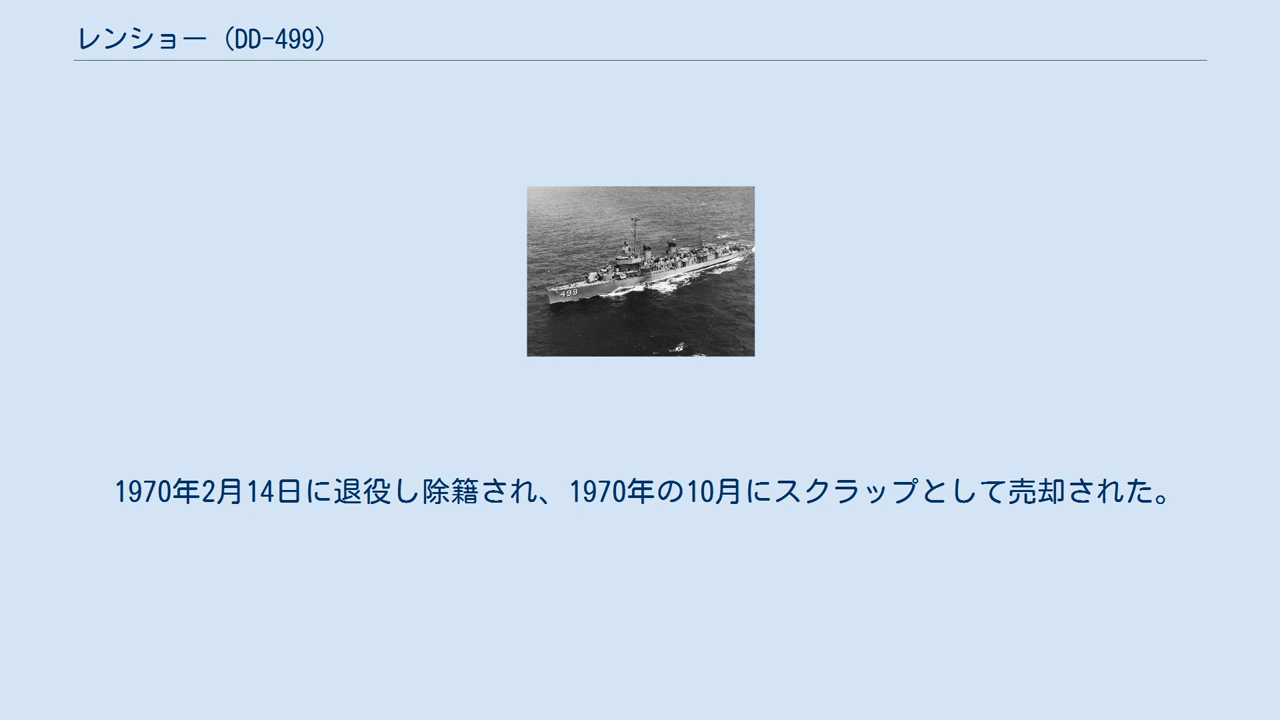 レンショー（DD-499）
499
1970年2月14日に退役し除籍され、1970年の10月にスクラップとして売却された。